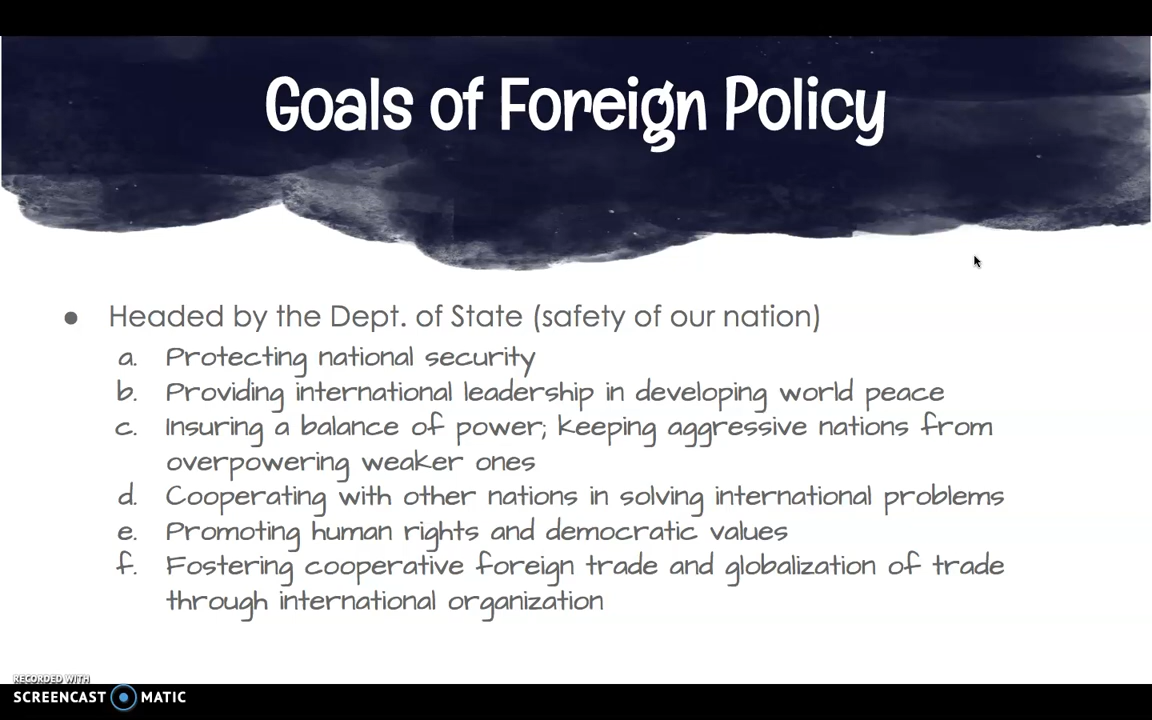 Goals of Foreign Policy
● Headed by the Dept. of State (safety of our nation)
a. Protecting national security
b. Providing international leadership in developing world peace
c. Insuring a balance of power; keeping aggressive nations from
overpowering weaker ones
d. Cooperating with other nations in solving international problems
e. Promoting human rights and democratic values
f. Fostering cooperative foreign trade and globalization of trade
through international organization
RECORDED WITH
SCREENCAST MATIC